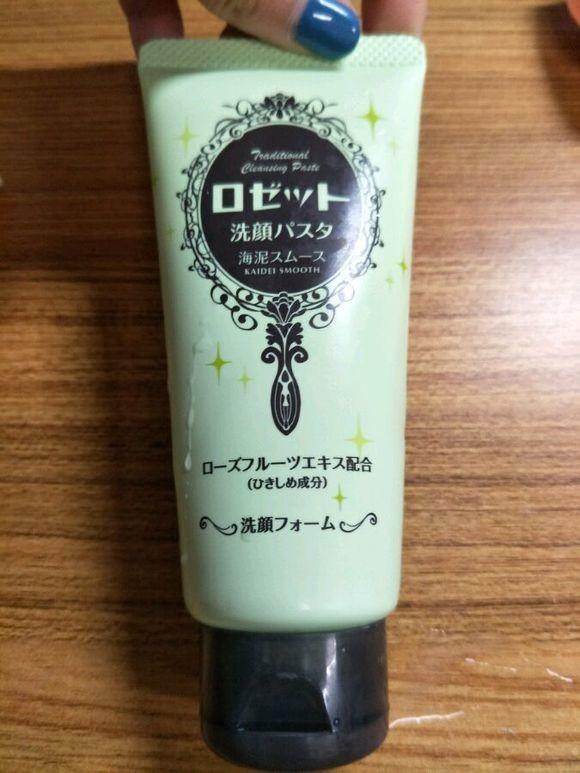 Traditional
Cleansing Paste
ロゼット
洗顔パスタ
海泥スムース
KAIDEI SMOOTH
ローズフルーツエキス配合
(ひきしめ成分)
洗顔フォーム